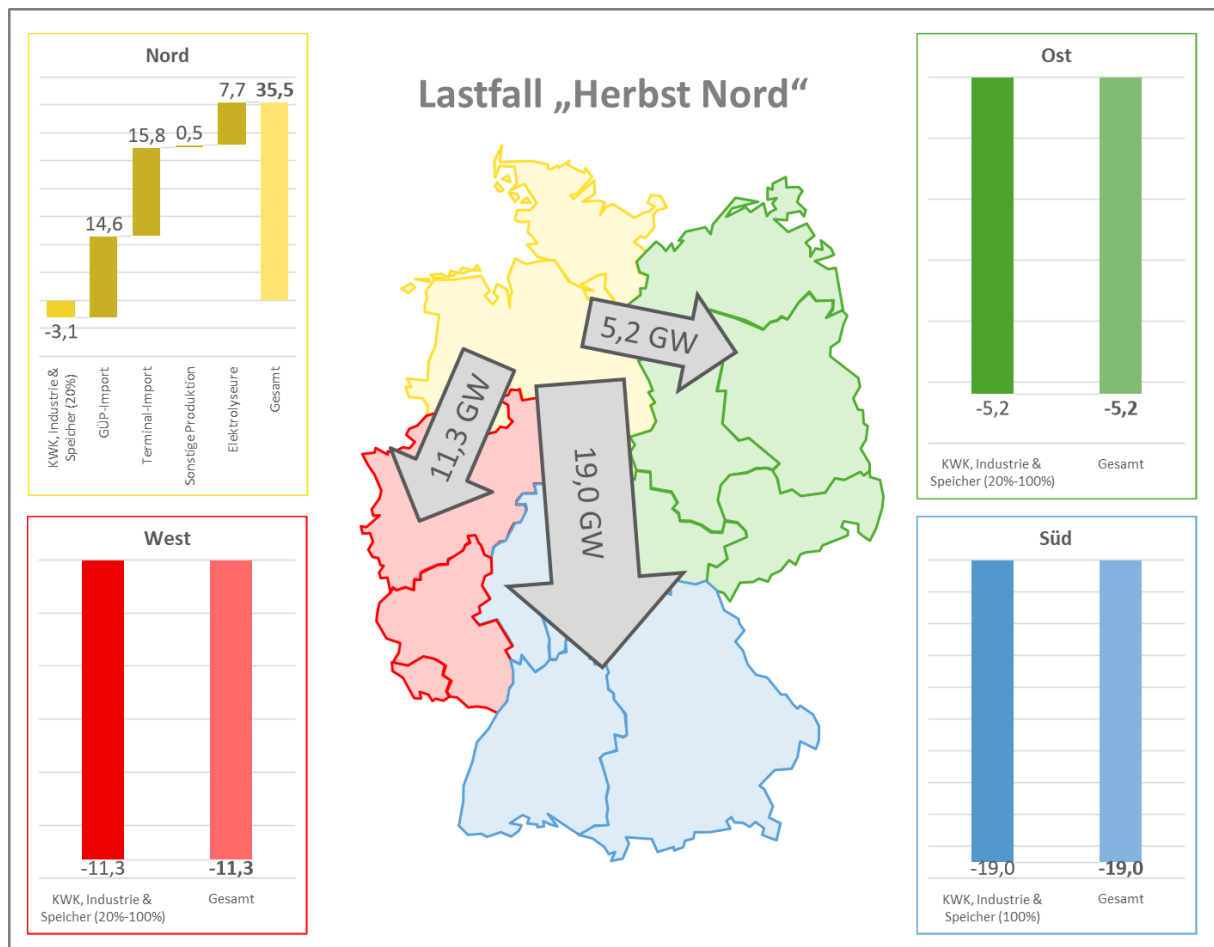 Lastfall „Herbst Nord“
Nord
-3,1
14,6
15,8
0,5
7,7
35,5
KWK, Industrie &
Speicher (20%)
GÜP-Import
Terminal-Import
Sonstige Produktion
Elektrolyseure
Gesamt
Ost
-5,2
-5,2
KWK, Industrie &
Speicher (20%-100%)
Gesamt
5,2 GW
11,3 GW
19,0 GW
West
-11,3
-11,3
KWK, Industrie &
Speicher (20%-100%)
Gesamt
Süd
-19,0
-19,0
KWK, Industrie &
Speicher (100%)
Gesamt